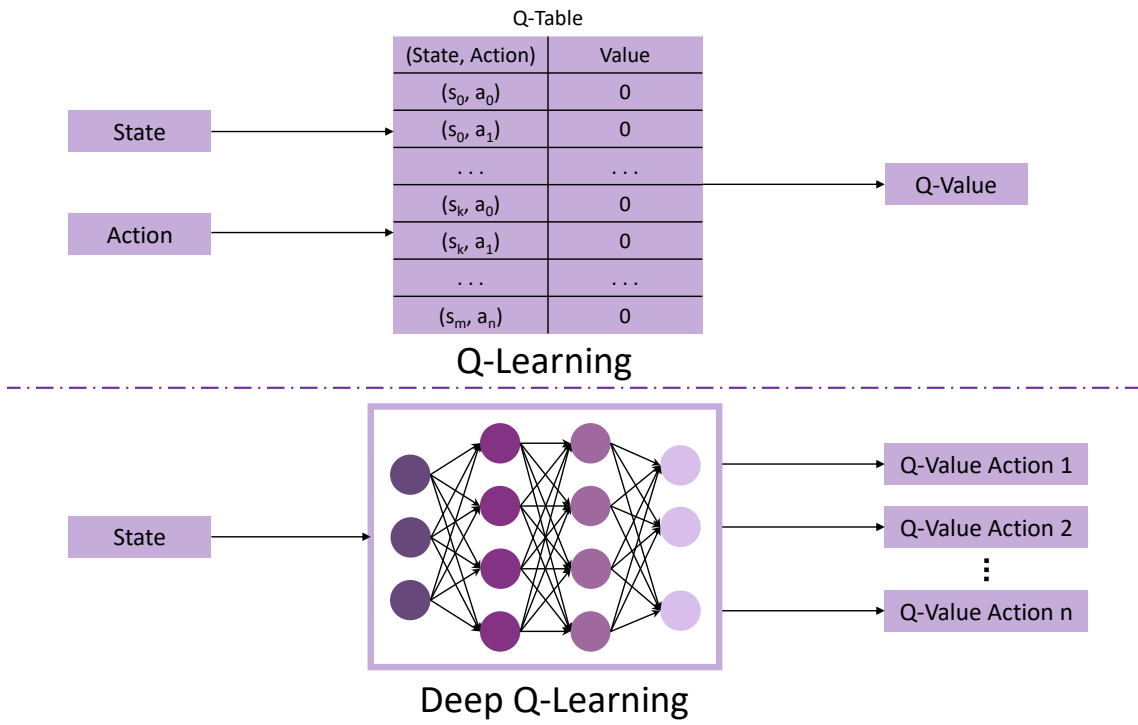 Q-Table
(State, Action) Value
(s₀, a₀) 0
State
(s₀, a₁) 0
. . . . . .
Q-Value
(sₖ, a₀) 0
Action
(sₖ, a₁) 0
. . . . . .
(sₘ, aₙ) 0
Q-Learning
Q-Value Action 1
State
Q-Value Action 2
⋮
Q-Value Action n
Deep Q-Learning